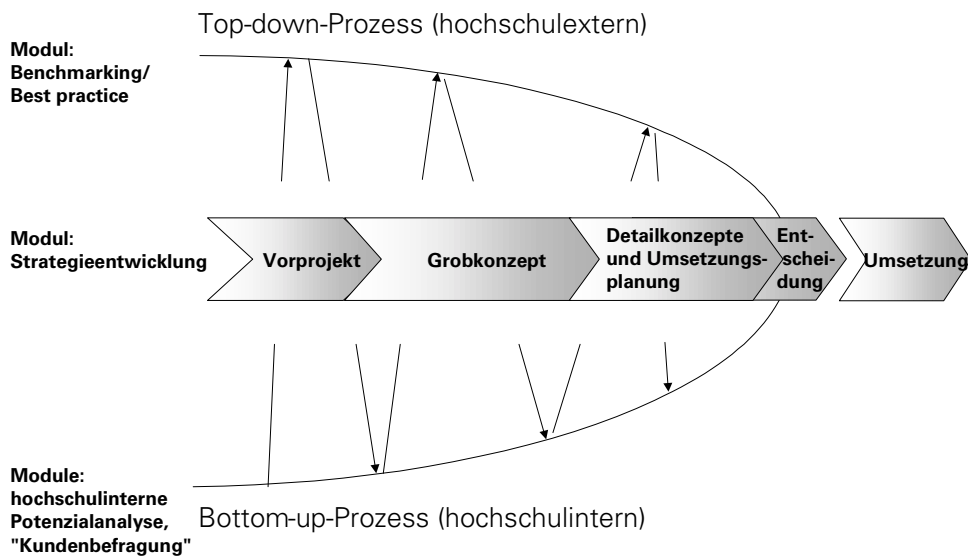 Top-down-Prozess (hochschulextern)
Modul:
Benchmarking/
Best practice
Modul:
Strategieentwicklung
Vorprojekt
Grobkonzept
Detailkonzepte
und Umsetzungs-
planung
Ent-
schei-
dung
Umsetzung
Module:
hochschulinterne
Potenzialanalyse,
"Kundenbefragung"
Bottom-up-Prozess (hochschulintern)